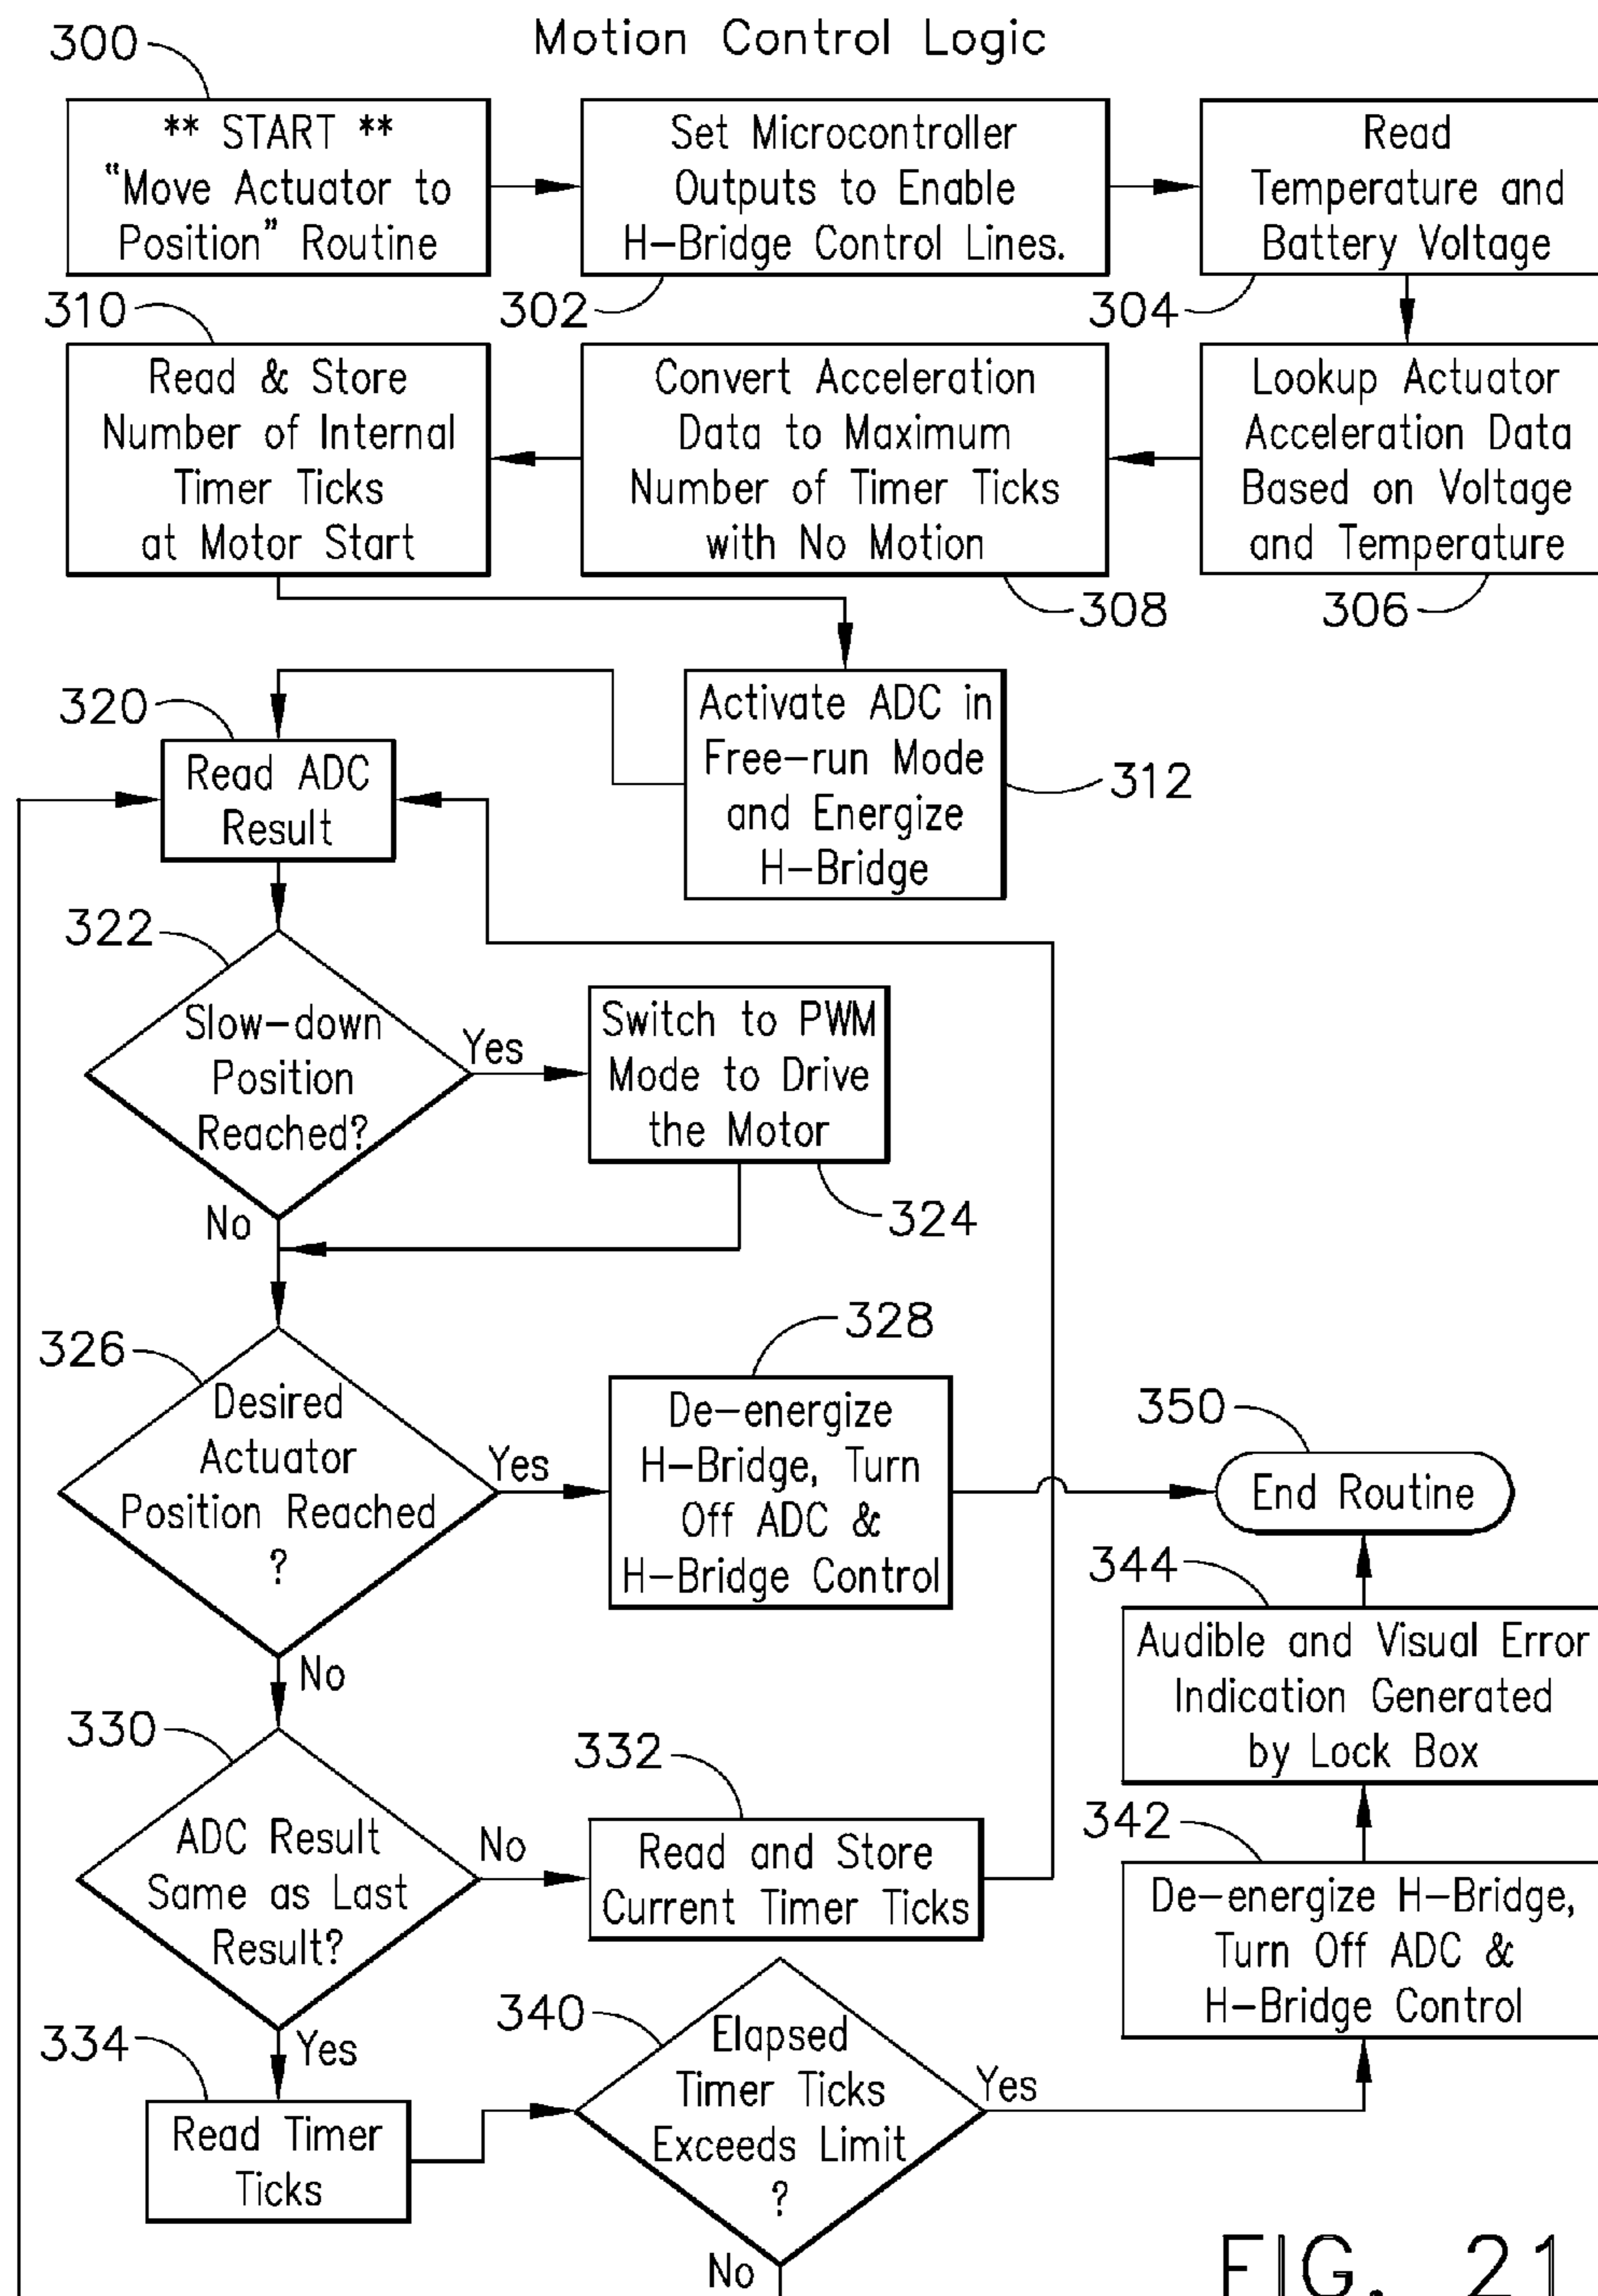 Motion Control Logic
300
** START **
"Move Actuator to
Position" Routine
Set Microcontroller
Outputs to Enable
H-Bridge Control Lines.
302
Read
Temperature and
Battery Voltage
304
310
Read & Store
Number of Internal
Timer Ticks
at Motor Start
Convert Acceleration
Data to Maximum
Number of Timer Ticks
with No Motion
308
Lookup Actuator
Acceleration Data
Based on Voltage
and Temperature
306
320
Read ADC
Result
Activate ADC in
Free-run Mode
and Energize
H-Bridge
312
322
Slow-down
Position
Reached?
Yes
No
Switch to PWM
Mode to Drive
the Motor
324
326
Desired
Actuator
Position Reached
?
Yes
No
328
De-energize
H-Bridge, Turn
Off ADC &
H-Bridge Control
350
End Routine
344
Audible and Visual Error
Indication Generated
by Lock Box
330
ADC Result
Same as Last
Result?
No
Yes
332
Read and Store
Current Timer Ticks
342
De-energize H-Bridge,
Turn Off ADC &
H-Bridge Control
334
Read Timer
Ticks
340
Elapsed
Timer Ticks
Exceeds Limit
?
Yes
No
FIG. 21